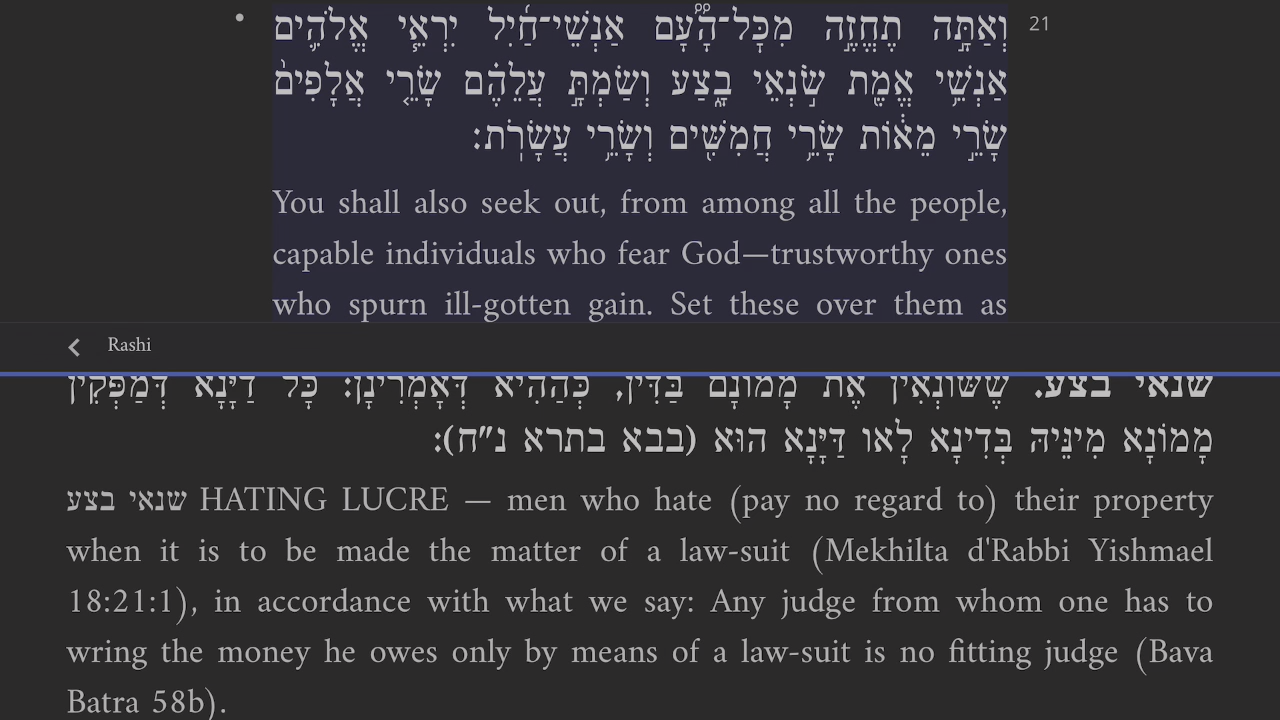 וְאַתָּ֣ה תֶחֱזֶ֣ה מִכׇּל־הָ֠עָ֠ם אַנְשֵׁי־חַ֜יִל יִרְאֵ֧י אֱלֹהִ֛ים
21
אַנְשֵׁ֥י אֱמֶ֖ת שֹׂ֣נְאֵי בָ֑צַע וְשַׂמְתָּ֣ עֲלֵהֶ֗ם שָׂרֵ֤י אֲלָפִים֙
שָׂרֵ֣י מֵא֔וֹת שָׂרֵ֥י חֲמִשִּׁ֖ים וְשָׂרֵ֥י עֲשָׂרֹֽת׃
You shall also seek out, from among all the people,
capable individuals who fear God—trustworthy ones
who spurn ill-gotten gain. Set these over them as
Rashi
שנאי בצע. שֶׁשּׂוֹנְאִין אֶת מָמוֹנָם בַּדִּין, כְּהַהִיא דְּאָמְרִינָן: כָּל דַּיָּנָא דְּמַפְּקִין
מָמוֹנָא מִינֵּיהּ בְּדִינָא לָאו דַּיָּנָא הוּא (בבא בתרא נ"ח):
שנאי בצע HATING LUCRE — men who hate (pay no regard to) their property
when it is to be made the matter of a law-suit (Mekhilta d'Rabbi Yishmael
18:21:1), in accordance with what we say: Any judge from whom one has to
wring the money he owes only by means of a law-suit is no fitting judge (Bava
Batra 58b).